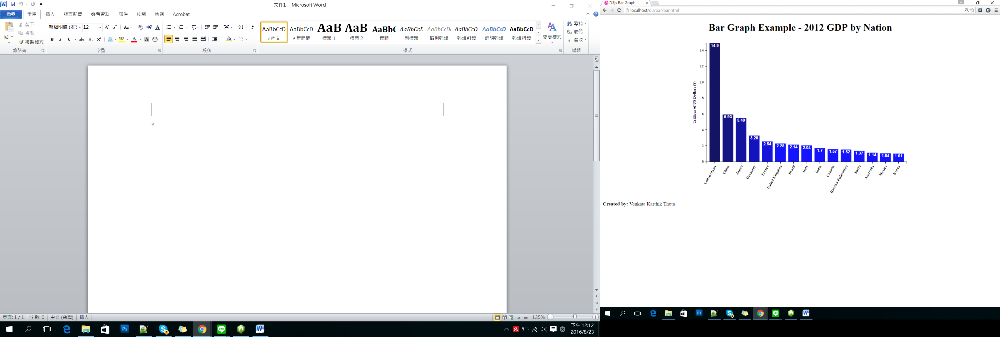 文件1 - Microsoft Word
檔案 常用 插入 版面配置 參考資料 郵件 校閱 檢視 Acrobat
貼上
剪下
複製
複製格式
剪貼簿
新細明體 (本文 12
字型
段落
AaBbCcD 內文
AaBbCcD 無間距
AaB 標題 1
AaB 標題 2
AaBbC 標題
AaBbCcD 副標題
AaBbCcD 區別強調
AaBbCcD 強調斜體
AaBbCcD 鮮明強調
AaBbCcD 強調粗體
變更樣式
樣式
尋找
取代
選取
編輯
頁面: 1 / 1 字數: 0 中文 (台灣) 插入
135%
下午 12:12
2016/8/23
D3js Bar Graph
localhost/d3/bar/bar.html
Bar Graph Example - 2012 GDP by Nation
Trillions of US Dollars ($)
14
12
10
8
6
4
2
0
14.9
5.93
5.49
3.28
2.54
2.28
2.14
2.04
1.7
1.57
1.52
1.37
1.14
1.04
1.01
United States
China
Japan
Germany
France
United Kingdom
Brazil
Italy
India
Canada
Russian Federation
Spain
Australia
Mexico
Korea
Created by: Venkata Karthik Thota